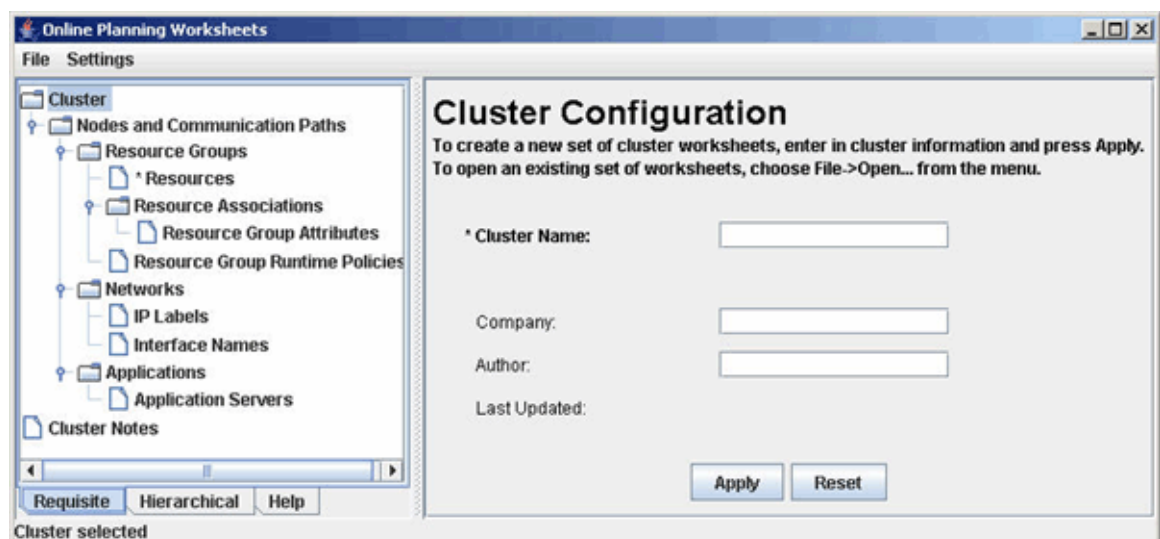 Online Planning Worksheets
File Settings
Cluster
Nodes and Communication Paths
Resource Groups
* Resources
Resource Associations
Resource Group Attributes
Resource Group Runtime Policies
Networks
IP Labels
Interface Names
Applications
Application Servers
Cluster Notes
Requisite Hierarchical Help
Cluster selected
Cluster Configuration
To create a new set of cluster worksheets, enter in cluster information and press Apply.
To open an existing set of worksheets, choose File->Open... from the menu.
* Cluster Name:
Company:
Author:
Last Updated:
Apply Reset